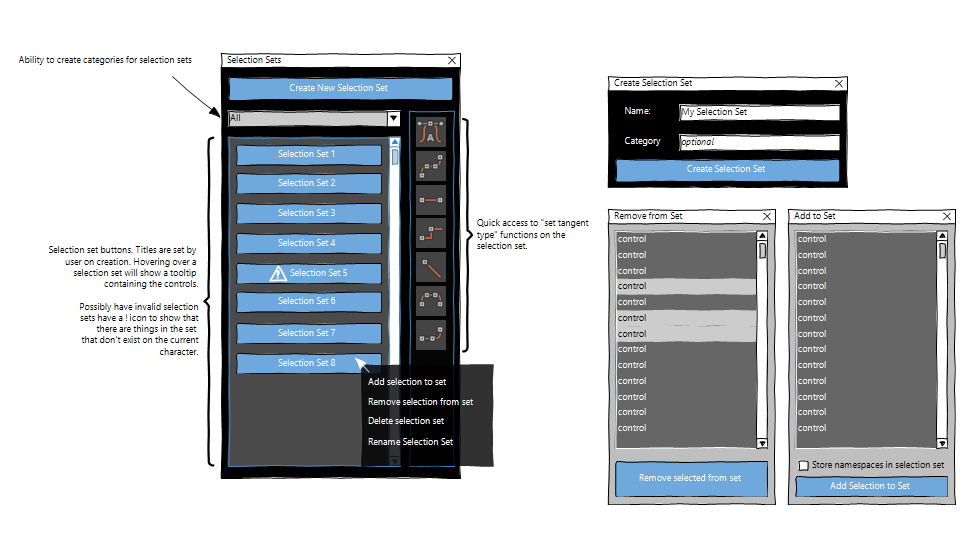 Ability to create categories for selection sets
Selection Sets
Create New Selection Set
All
Selection Set 1
Selection Set 2
Selection Set 3
Selection Set 4
Selection Set 5
Selection Set 6
Selection Set 7
Selection Set 8
A
Selection set buttons. Titles are set by
user on creation. Hovering over a
selection set will show a tooltip
containing the controls.
Possibly have invalid selection
sets have a ! icon to show that
there are things in the set
that don't exist on the current
character.
Quick access to "set tangent
type" functions on the
selection set.
Add selection to set
Remove selection from set
Delete selection set
Rename Selection Set
Create Selection Set
Name:
My Selection Set
Category
optional
Create Selection Set
Remove from Set
control
control
control
control
control
control
control
control
control
control
control
control
control
Remove selected from set
Add to Set
control
control
control
control
control
control
control
control
control
control
control
control
control
Store namespaces in selection set
Add Selection to Set